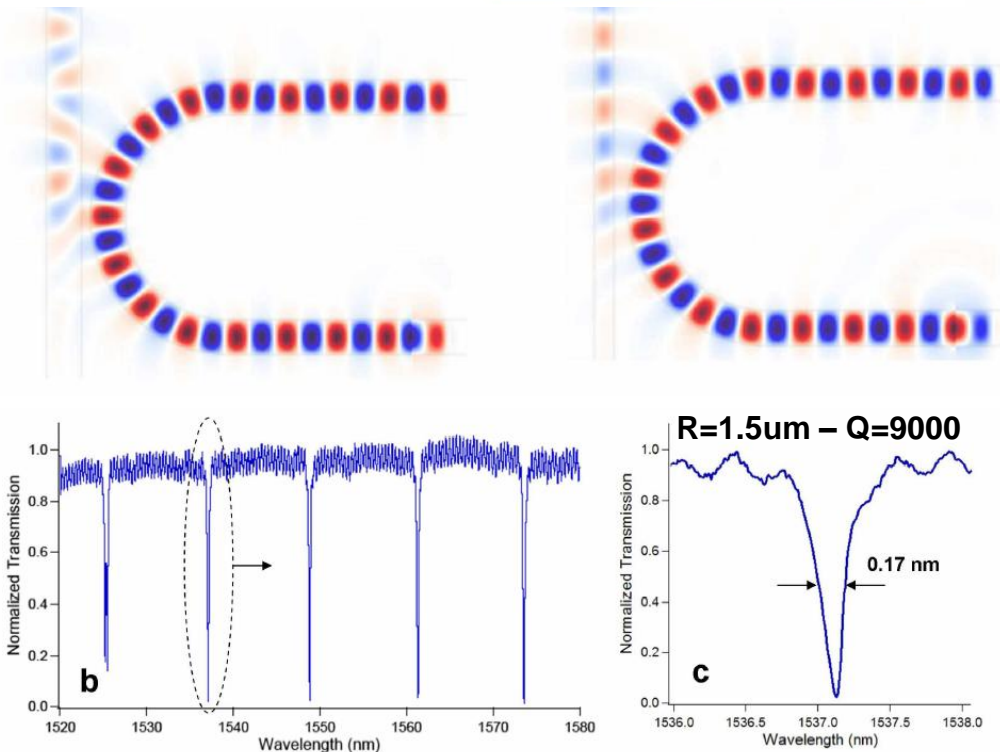 1.0
0.8
0.6
0.4
0.2
0.0
Normalized Transmission
b
1520 1530 1540 1550 1560 1570 1580
Wavelength (nm)
R=1.5um – Q=9000
1.0
0.8
0.6
0.4
0.2
0.0
Normalized Transmission
0.17 nm
c
1536.0 1536.5 1537.0 1537.5 1538.0
Wavelength (nm)